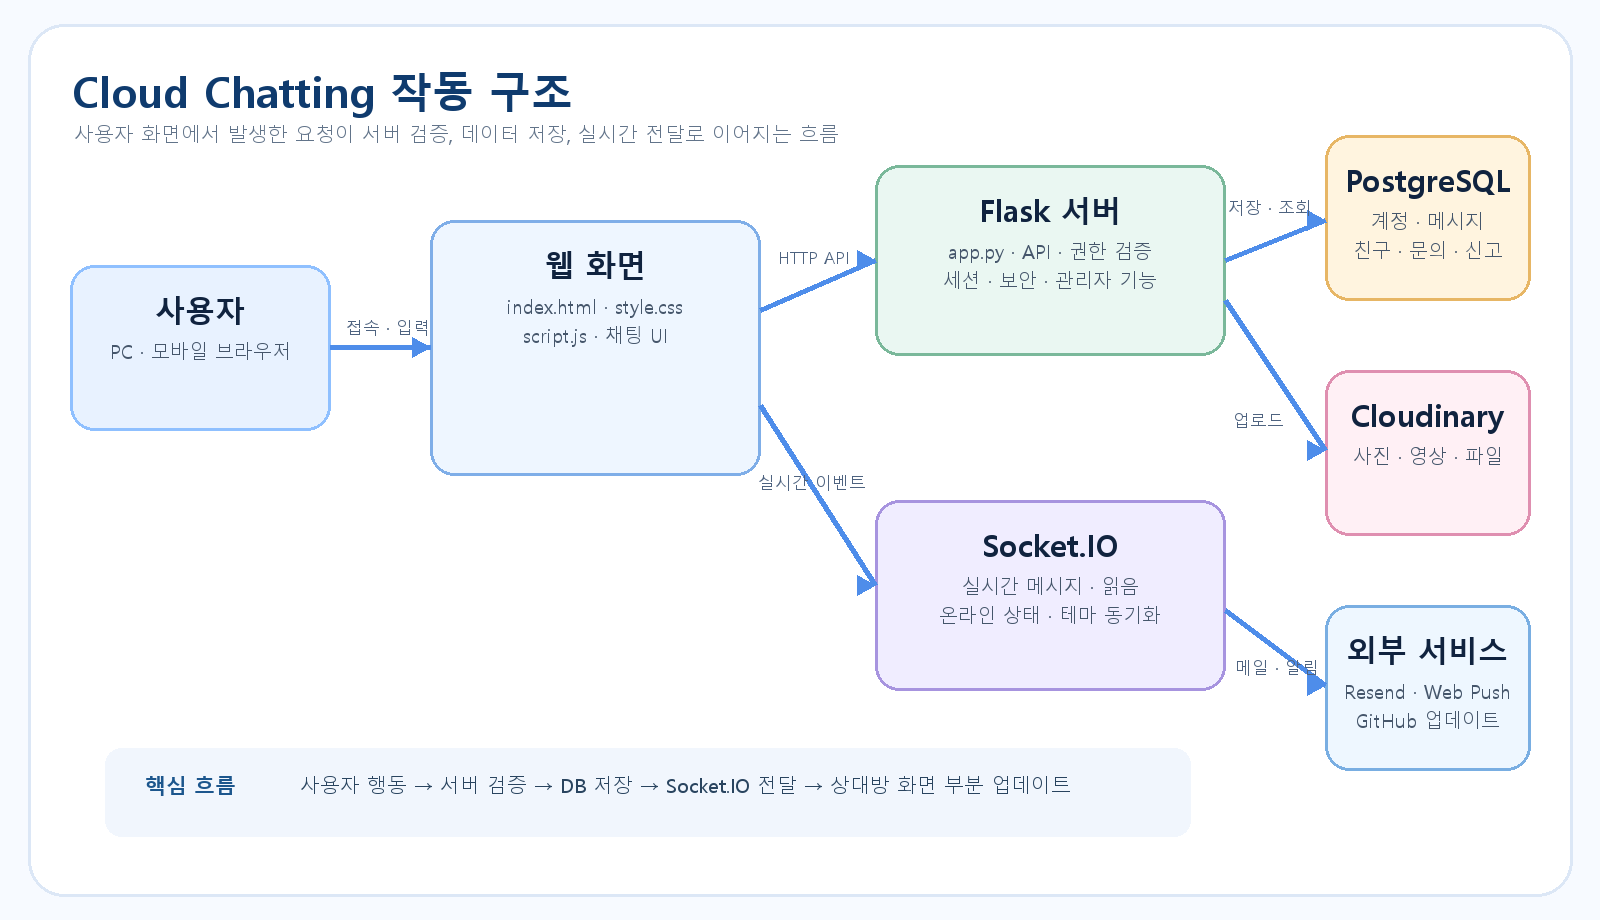 Cloud Chatting 작동 구조
사용자 화면에서 발생한 요청이 서버 검증, 데이터 저장, 실시간 전달로 이어지는 흐름
사용자
PC · 모바일 브라우저
접속 · 입력
웹 화면
index.html · style.css
script.js · 채팅 UI
HTTP API
실시간 이벤트
Flask 서버
app.py · API · 권한 검증
세션 · 보안 · 관리자 기능
Socket.IO
실시간 메시지 · 읽음
온라인 상태 · 테마 동기화
저장 · 조회
업로드
메일 · 알림
PostgreSQL
계정 · 메시지
친구 · 문의 · 신고
Cloudinary
사진 · 영상 · 파일
외부 서비스
Resend · Web Push
GitHub 업데이트
핵심 흐름
사용자 행동 → 서버 검증 → DB 저장 → Socket.IO 전달 → 상대방 화면 부분 업데이트